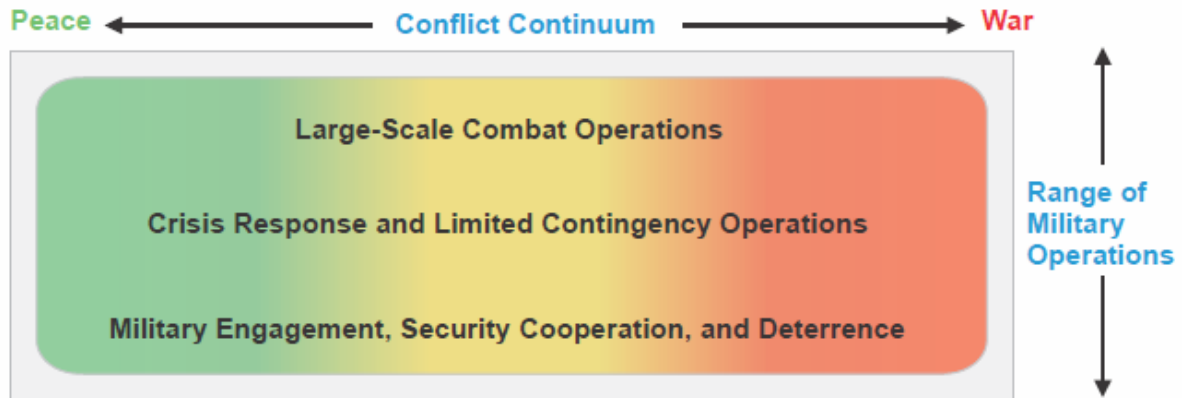 Peace Conflict Continuum War
Large-Scale Combat Operations
Crisis Response and Limited Contingency Operations
Military Engagement, Security Cooperation, and Deterrence
Range of
Military
Operations